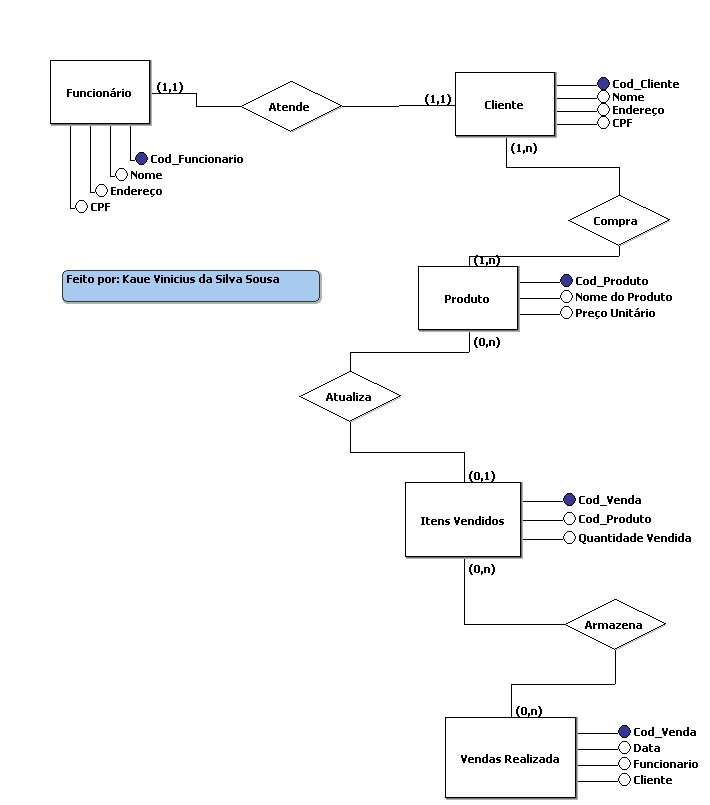 Funcionário
(1,1)
Atende
(1,1)
Cliente
Cod_Cliente
Nome
Endereço
CPF
Cod_Funcionario
Nome
Endereço
CPF
(1,n)
Compra
Feito por: Kaue Vinicius da Silva Sousa
(1,n)
Produto
Cod_Produto
Nome do Produto
Preço Unitário
(0,n)
Atualiza
(0,1)
Itens Vendidos
Cod_Venda
Cod_Produto
Quantidade Vendida
(0,n)
Armazena
(0,n)
Vendas Realizada
Cod_Venda
Data
Funcionario
Cliente